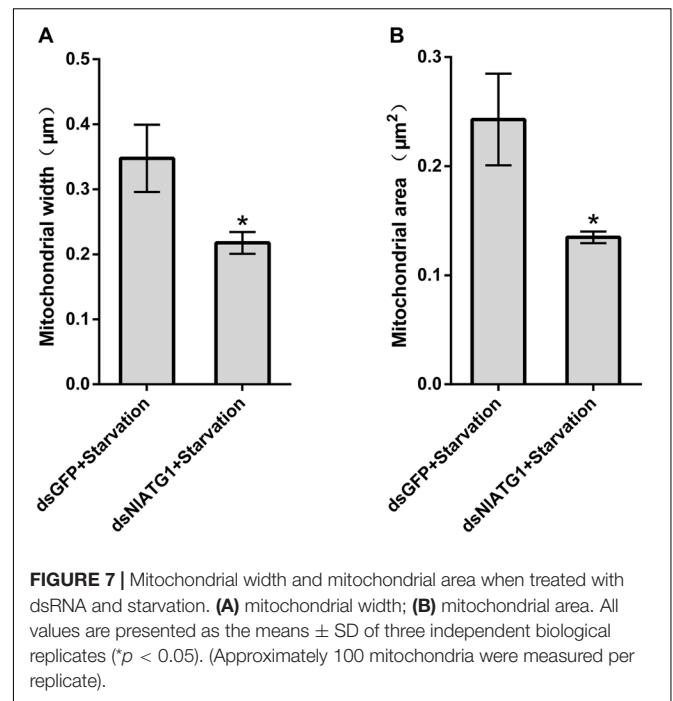 A
Mitochondrial width ( μm )
0.5
0.4
0.3
0.2
0.1
0.0
*
dsGFP+Starvation
dsNlATG1+Starvation
B
Mitochondrial area ( μm²)
0.3
0.2
0.1
0.0
*
dsGFP+Starvation
dsNlATG1+Starvation
FIGURE 7 | Mitochondrial width and mitochondrial area when treated with
dsRNA and starvation. (A) mitochondrial width; (B) mitochondrial area. All
values are presented as the means ± SD of three independent biological
replicates (*p < 0.05). (Approximately 100 mitochondria were measured per
replicate).